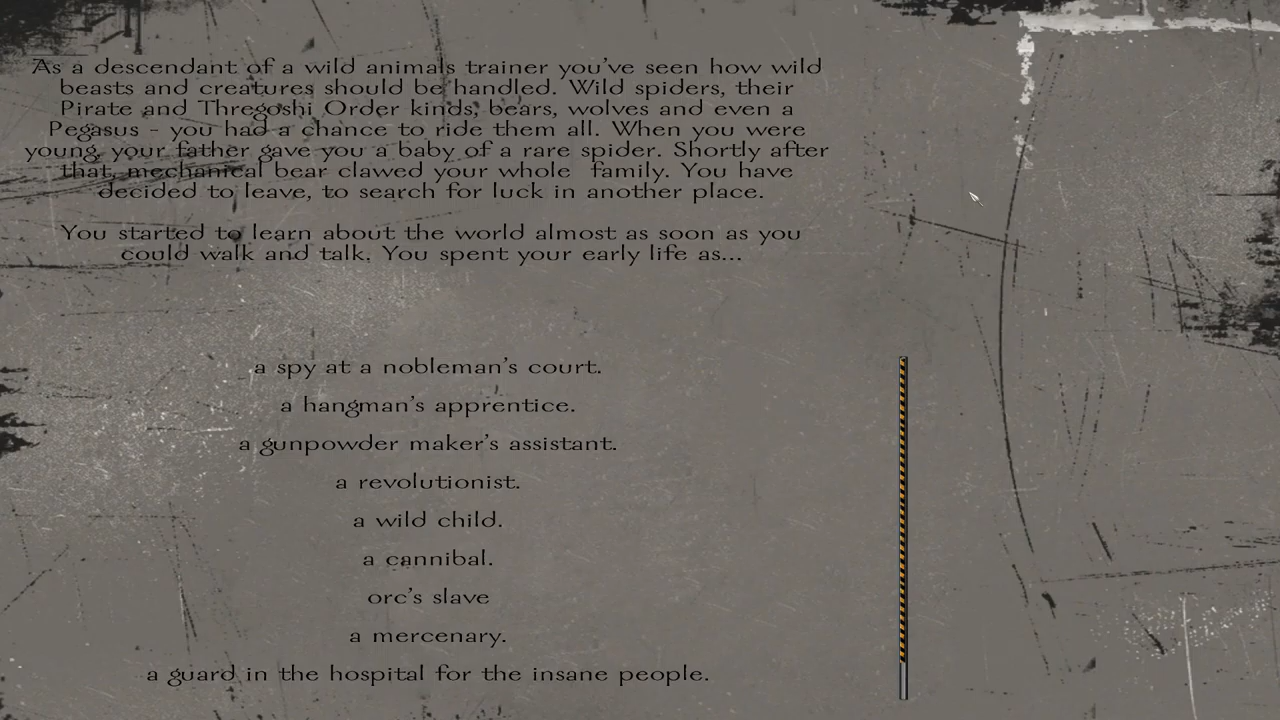 As a descendant of a wild animals trainer you've seen how wild
beasts and creatures should be handled. Wild spiders, their
Pirate and Thregoshi Order kinds, bears, wolves and even a
Pegasus - you had a chance to ride them all. When you were
young, your father gave you a baby of a rare spider. Shortly after
that, mechanical bear clawed your whole family. You have
decided to leave, to search for luck in another place.
You started to learn about the world almost as soon as you
could walk and talk. You spent your early life as...
a spy at a nobleman's court.
a hangman's apprentice.
a gunpowder maker's assistant.
a revolutionist.
a wild child.
a cannibal.
orc's slave
a mercenary.
a guard in the hospital for the insane people.